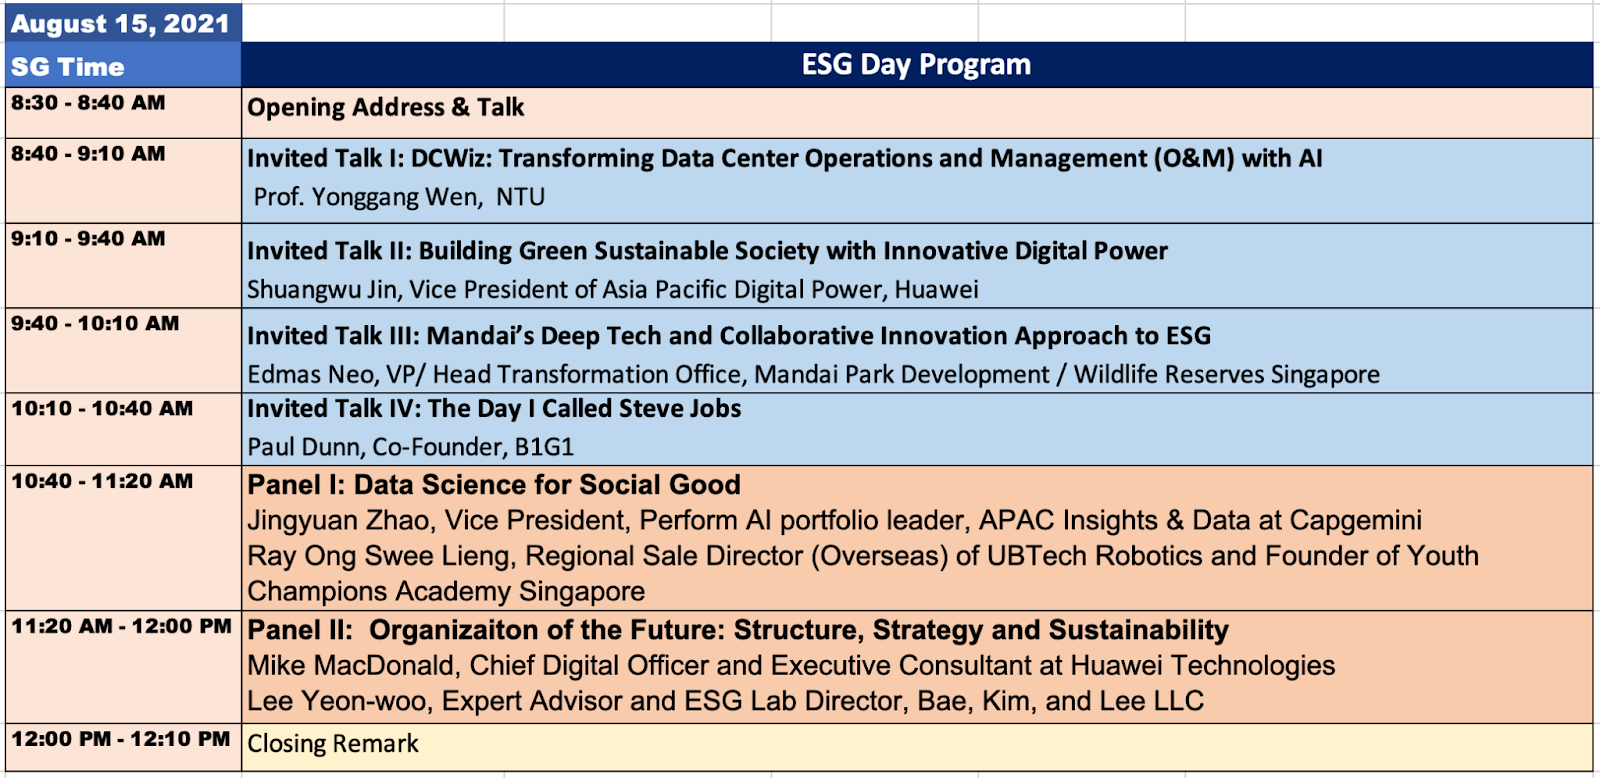 August 15, 2021
SG Time
ESG Day Program
8:30 - 8:40 AM
Opening Address & Talk
8:40 - 9:10 AM
Invited Talk I: DCWiz: Transforming Data Center Operations and Management (O&M) with AI
Prof. Yonggang Wen, NTU
9:10 - 9:40 AM
Invited Talk II: Building Green Sustainable Society with Innovative Digital Power
Shuangwu Jin, Vice President of Asia Pacific Digital Power, Huawei
9:40 - 10:10 AM
Invited Talk III: Mandai’s Deep Tech and Collaborative Innovation Approach to ESG
Edmas Neo, VP/ Head Transformation Office, Mandai Park Development / Wildlife Reserves Singapore
10:10 - 10:40 AM
Invited Talk IV: The Day I Called Steve Jobs
Paul Dunn, Co-Founder, B1G1
10:40 - 11:20 AM
Panel I: Data Science for Social Good
Jingyuan Zhao, Vice President, Perform AI portfolio leader, APAC Insights & Data at Capgemini
Ray Ong Swee Lieng, Regional Sale Director (Overseas) of UBTech Robotics and Founder of Youth
Champions Academy Singapore
11:20 AM - 12:00 PM
Panel II:  Organizaiton of the Future: Structure, Strategy and Sustainability
Mike MacDonald, Chief Digital Officer and Executive Consultant at Huawei Technologies
Lee Yeon-woo, Expert Advisor and ESG Lab Director, Bae, Kim, and Lee LLC
12:00 PM - 12:10 PM
Closing Remark